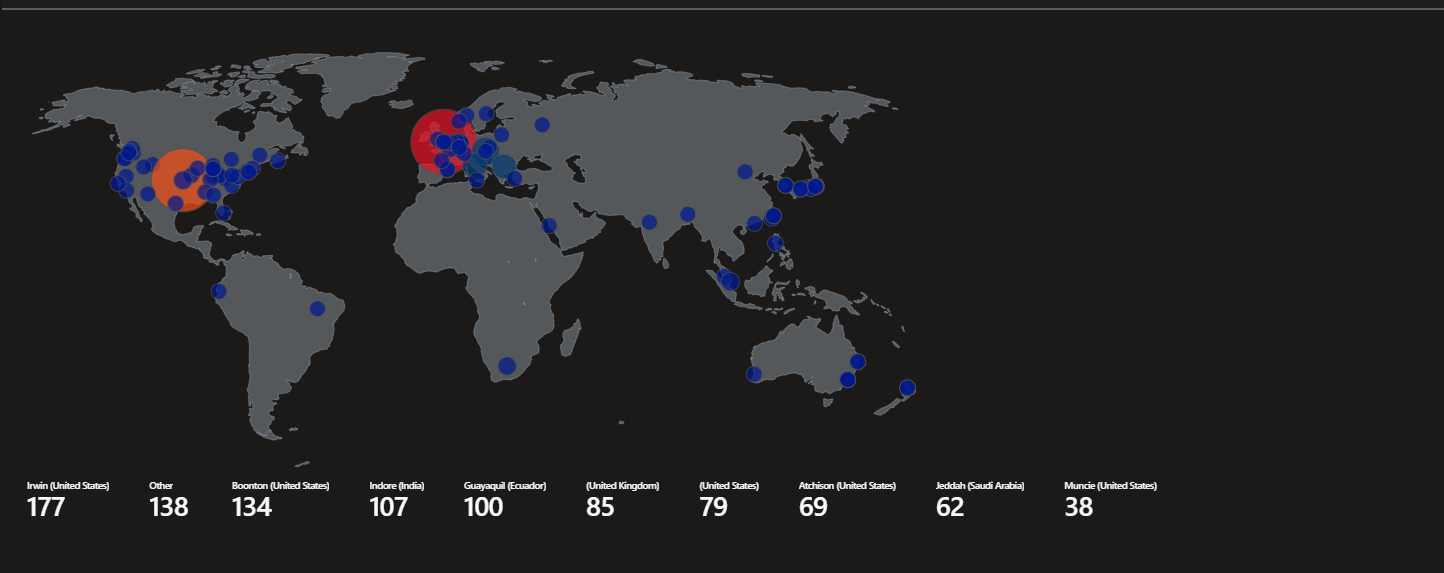 Irwin (United States) Other Boonton (United States) Indore (India) Guayaquil (Ecuador) (United Kingdom) (United States) Atchison (United States) Jeddah (Saudi Arabia) Muncie (United States)
177 138 134 107 100 85 79 69 62 38